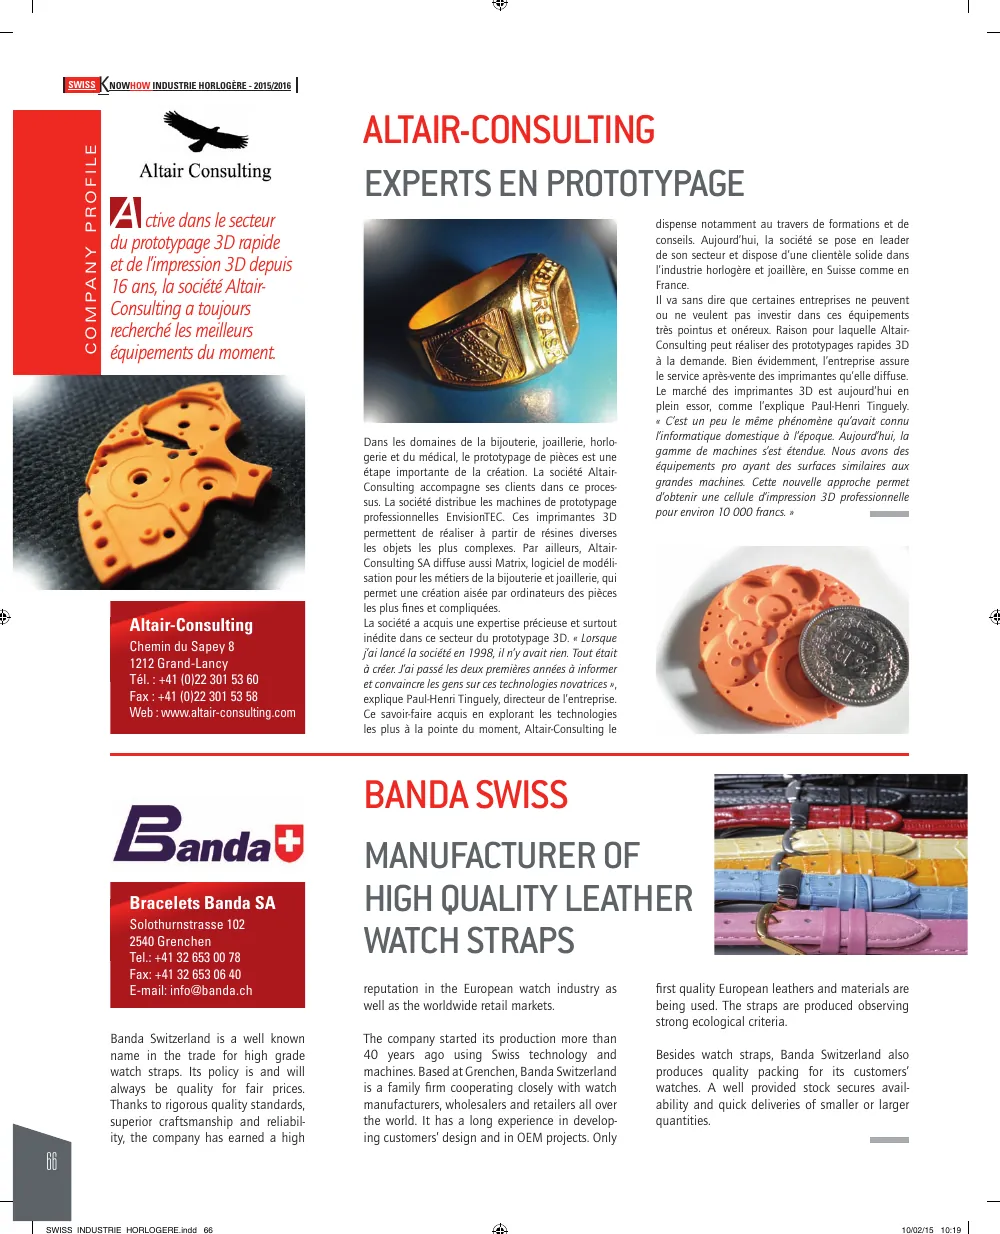 SWISS KNOWHOW INDUSTRIE HORLOGÈRE - 2015/2016
COMPANY PROFILE
Altair Consulting
Active dans le secteur
du prototypage 3D rapide
et de l'impression 3D depuis
16 ans, la société Altair-
Consulting a toujours
recherché les meilleurs
équipements du moment.
Altair-Consulting
Chemin du Sapey 8
1212 Grand-Lancy
Tél. : +41 (0)22 301 53 60
Fax : +41 (0)22 301 53 58
Web : www.altair-consulting.com
ALTAIR-CONSULTING
EXPERTS EN PROTOTYPAGE
Dans les domaines de la bijouterie, joaillerie, horlo-
gerie et du médical, le prototypage de pièces est une
étape importante de la création. La société Altair-
Consulting accompagne ses clients dans ce proces-
sus. La société distribue les machines de prototypage
professionnelles EnvisionTEC. Ces imprimantes 3D
permettent de réaliser à partir de résines diverses
les objets les plus complexes. Par ailleurs, Altair-
Consulting SA diffuse aussi Matrix, logiciel de modéli-
sation pour les métiers de la bijouterie et joaillerie, qui
permet une création aisée par ordinateurs des pièces
les plus fines et compliquées.
La société a acquis une expertise précieuse et surtout
inédite dans ce secteur du prototypage 3D. « Lorsque
j'ai lancé la société en 1998, il n'y avait rien. Tout était
à créer. J'ai passé les deux premières années à informer
et convaincre les gens sur ces technologies novatrices »,
explique Paul-Henri Tinguely, directeur de l'entreprise.
Ce savoir-faire acquis en explorant les technologies
les plus à la pointe du moment, Altair-Consulting le
dispense notamment au travers de formations et de
conseils. Aujourd'hui, la société se pose en leader
de son secteur et dispose d'une clientèle solide dans
l'industrie horlogère et joaillère, en Suisse comme en
France.
Il va sans dire que certaines entreprises ne peuvent
ou ne veulent pas investir dans ces équipements
très pointus et onéreux. Raison pour laquelle Altair-
Consulting peut réaliser des prototypages rapides 3D
à la demande. Bien évidemment, l'entreprise assure
le service après-vente des imprimantes qu'elle diffuse.
Le marché des imprimantes 3D est aujourd'hui en
plein essor, comme l'explique Paul-Henri Tinguely.
« C'est un peu le même phénomène qu'avait connu
l'informatique domestique à l'époque. Aujourd'hui, la
gamme de machines s'est étendue. Nous avons des
équipements pro ayant des surfaces similaires aux
grandes machines. Cette nouvelle approche permet
d'obtenir une cellule d'impression 3D professionnelle
pour environ 10 000 francs. »
Banda
Bracelets Banda SA
Solothurnstrasse 102
2540 Grenchen
Tel.: +41 32 653 00 78
Fax: +41 32 653 06 40
E-mail: info@banda.ch
BANDA SWISS
MANUFACTURER OF
HIGH QUALITY LEATHER
WATCH STRAPS
Banda Switzerland is a well known
name in the trade for high grade
watch straps. Its policy is and will
always be quality for fair prices.
Thanks to rigorous quality standards,
superior craftsmanship and reliabil-
ity, the company has earned a high
reputation in the European watch industry as
well as the worldwide retail markets.
The company started its production more than
40 years ago using Swiss technology and
machines. Based at Grenchen, Banda Switzerland
is a family firm cooperating closely with watch
manufacturers, wholesalers and retailers all over
the world. It has a long experience in develop-
ing customers' design and in OEM projects. Only
first quality European leathers and materials are
being used. The straps are produced observing
strong ecological criteria.
Besides watch straps, Banda Switzerland also
produces quality packing for its customers'
watches. A well provided stock secures avail-
ability and quick deliveries of smaller or larger
quantities.
66
SWISS_INDUSTRIE_HORLOGERE.indd 66
10/02/15 10:19